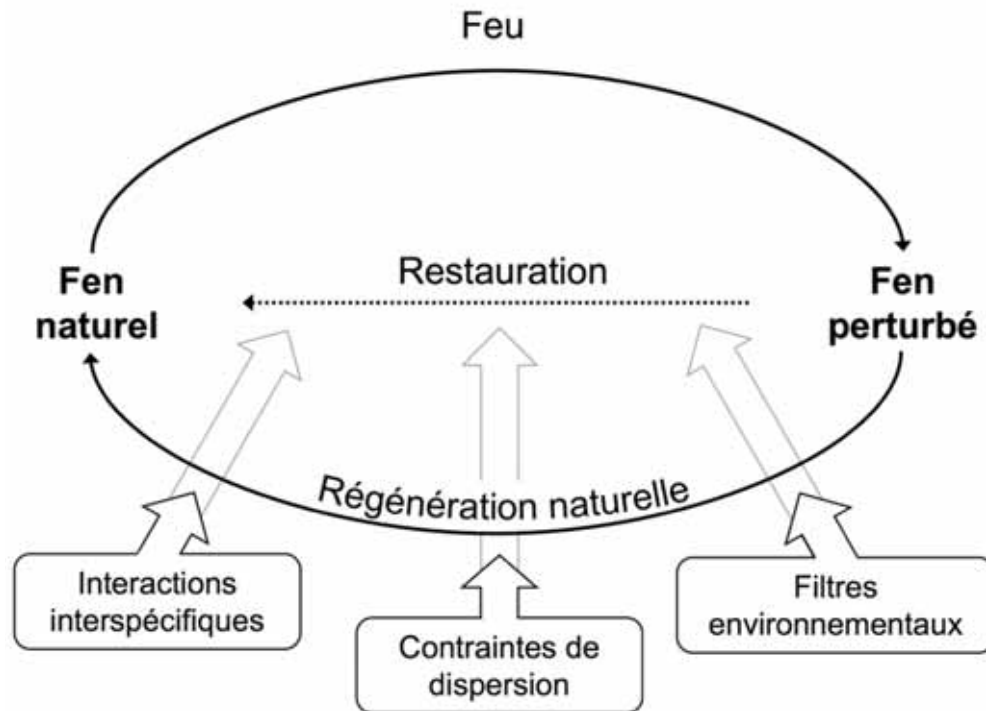 Feu
Restauration
Fen
naturel
Fen
perturbé
Régénération naturelle
Interactions
interspécifiques
Contraintes de
dispersion
Filtres
environnementaux